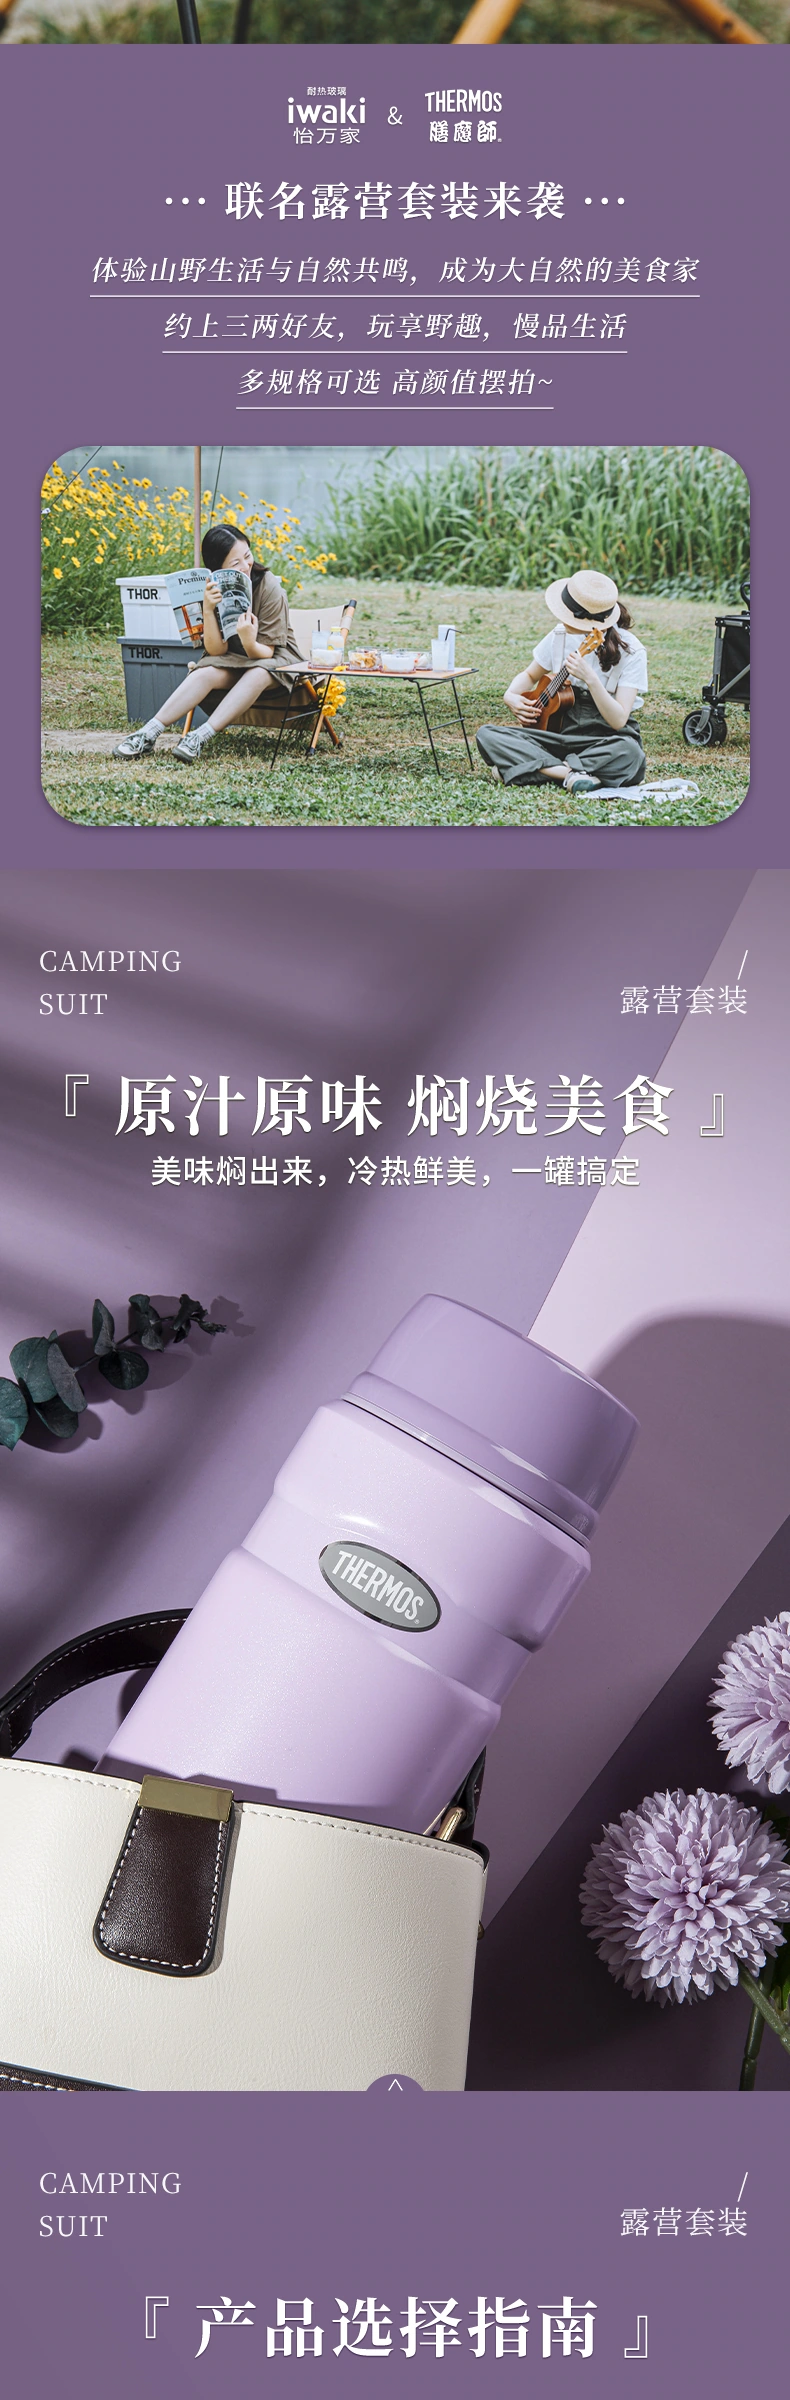 耐热玻璃
iwaki
怡万家
&
THERMOS
膳魔師
··· 联名露营套装来袭 ···
体验山野生活与自然共鸣，成为大自然的美食家
约上三两好友，玩享野趣，慢品生活
多规格可选 高颜值摆拍~
Premiu
THOR.
THOR.
CAMPING
SUIT
/
露营套装
『 原汁原味 焖烧美食 』
美味焖出来，冷热鲜美，一罐搞定
THERMOS
CAMPING
SUIT
/
露营套装
『 产品选择指南 』